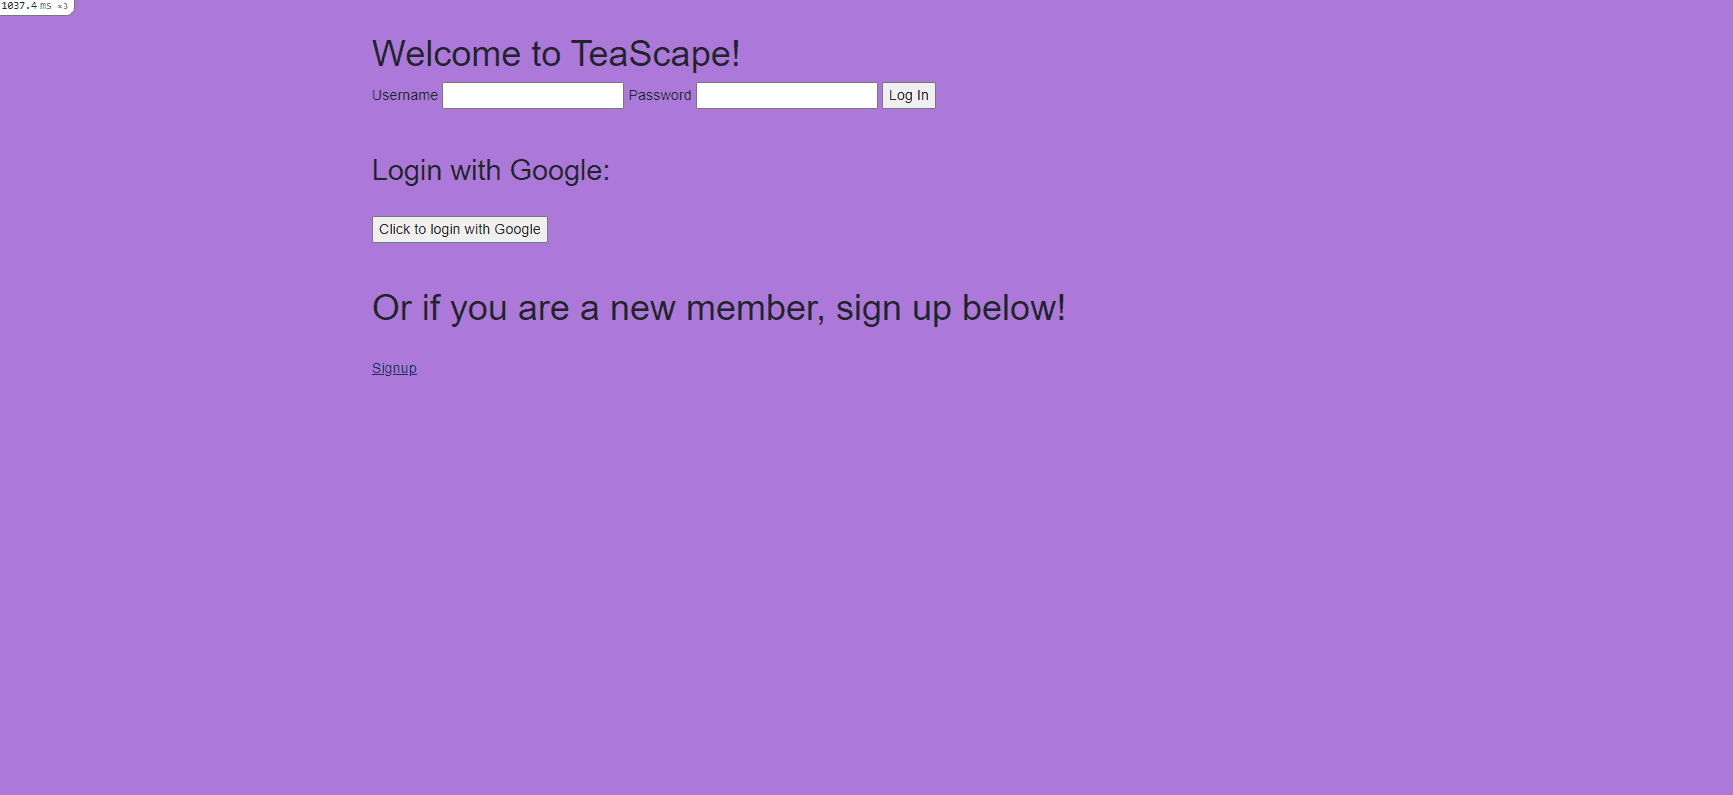 1037.4 ms ×3
Welcome to TeaScape!
Username Password Log In
Login with Google:
Click to login with Google
Or if you are a new member, sign up below!
Signup